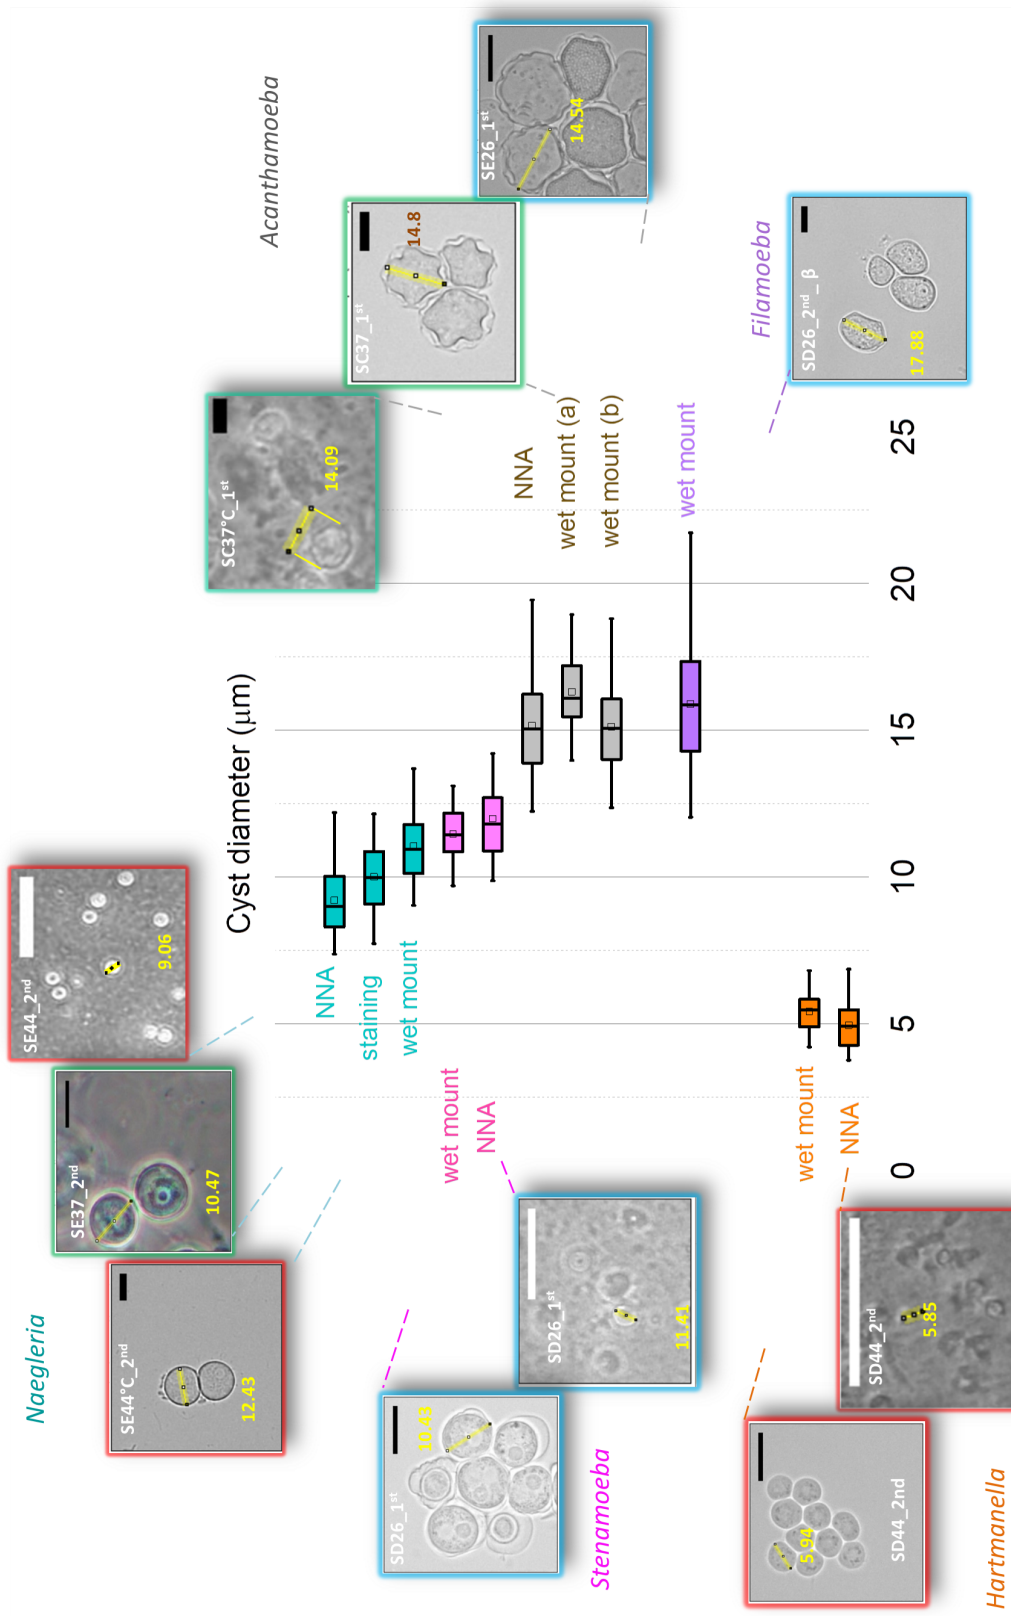 Naegleria
SE44°C_2nd
12.43
SE37_2nd
10.47
SE44_2nd
9.06
SC37°C_1st
14.09
Acanthamoeba
SC37_1st
14.8
SE26_1st
14.54
Cyst diameter (μm)
NNA
staining
wet mount
wet mount
NNA
NNA
wet mount (a)
wet mount (b)
wet mount
Filamoeba
SD26_2nd_β
17.88
SD26_1st
10.43
SD26_1st
11.41
Stenamoeba
wet mount
NNA
SD44_2nd
5.94
SD44_2nd
5.85
Hartmanella
0
5
10
15
20
25